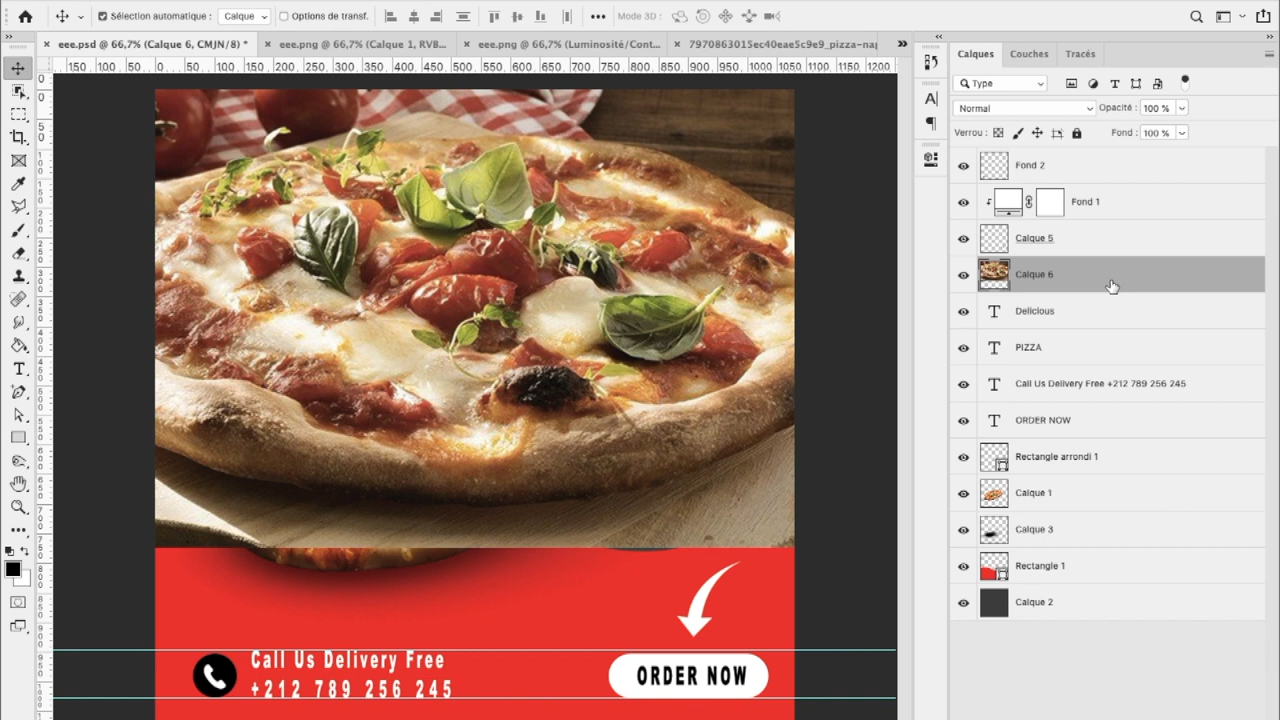 Sélection automatique :
Calque
Options de transf.
Mode 3D :
eee.psd @ 66,7% (Calque 6, CMJN/8) *
eee.png @ 66,7% (Calque 1, RVB...
eee.png @ 66,7% (Luminosité/Cont...
7970863015ec40eae5c9e9_pizza-nap
150 100 50 0 50 100 150 200 250 300 350 400 450 500 550 600 650 700 750 800 850 900 950 1000 1050 1100 1150 1200
Calques
Couches
Tracés
Type
Normal
Opacité : 100 %
Verrou :
Fond : 100 %
Fond 2
Fond 1
Calque 5
Calque 6
Delicious
PIZZA
Call Us Delivery Free +212 789 256 245
ORDER NOW
Rectangle arrondi 1
Calque 1
Calque 3
Rectangle 1
Calque 2
Call Us Delivery Free
+212 789 256 245
ORDER NOW